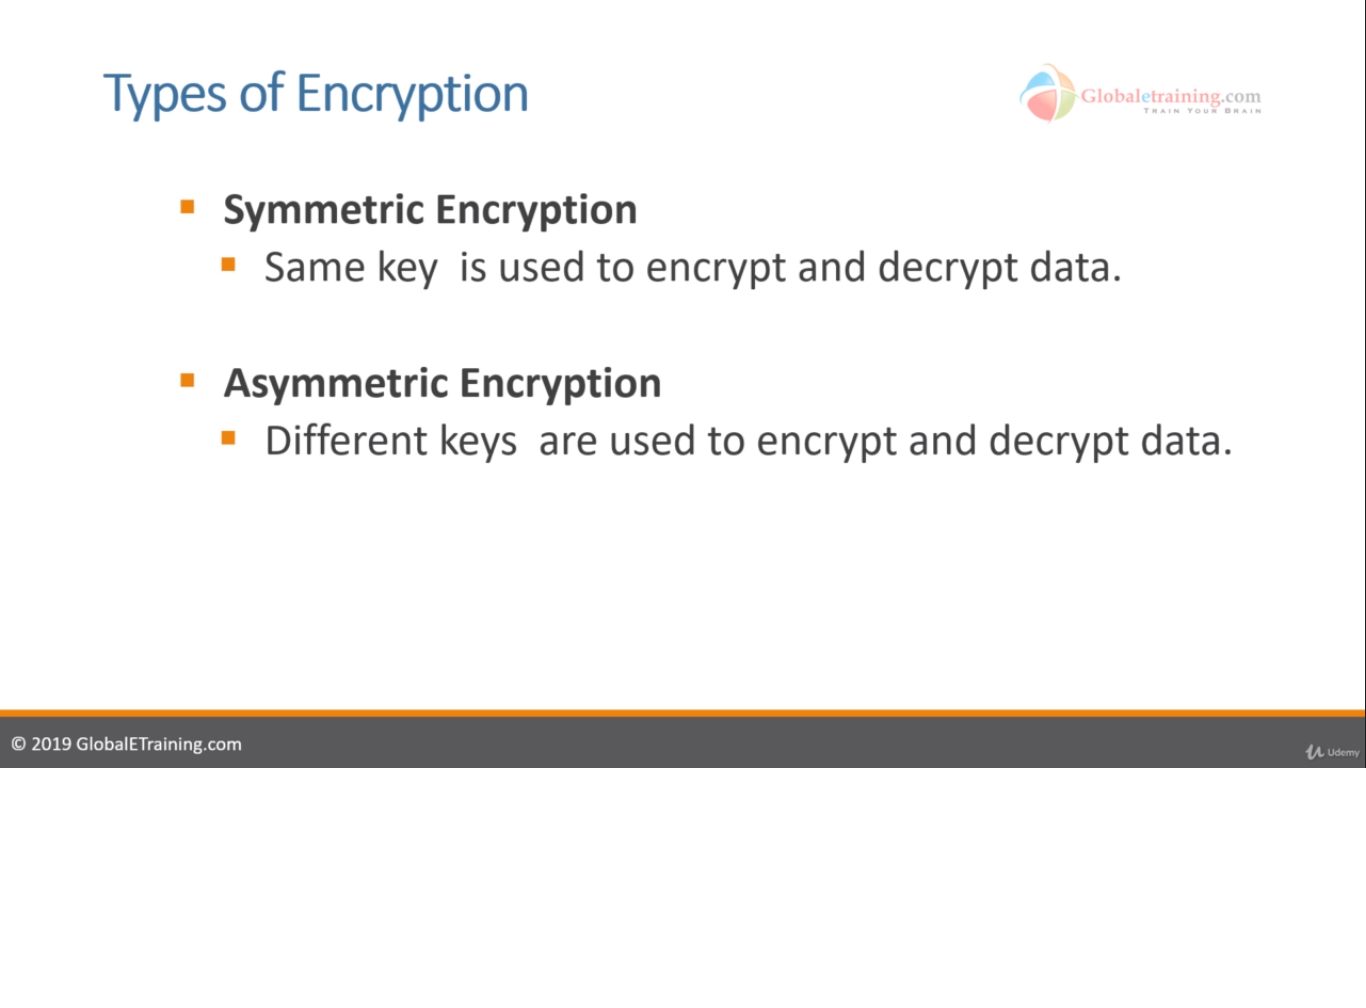 Types of Encryption
Globaletraining.com
TRAIN YOUR BRAIN
Symmetric Encryption
Same key is used to encrypt and decrypt data.
Asymmetric Encryption
Different keys are used to encrypt and decrypt data.
© 2019 GlobalETraining.com
Udemy